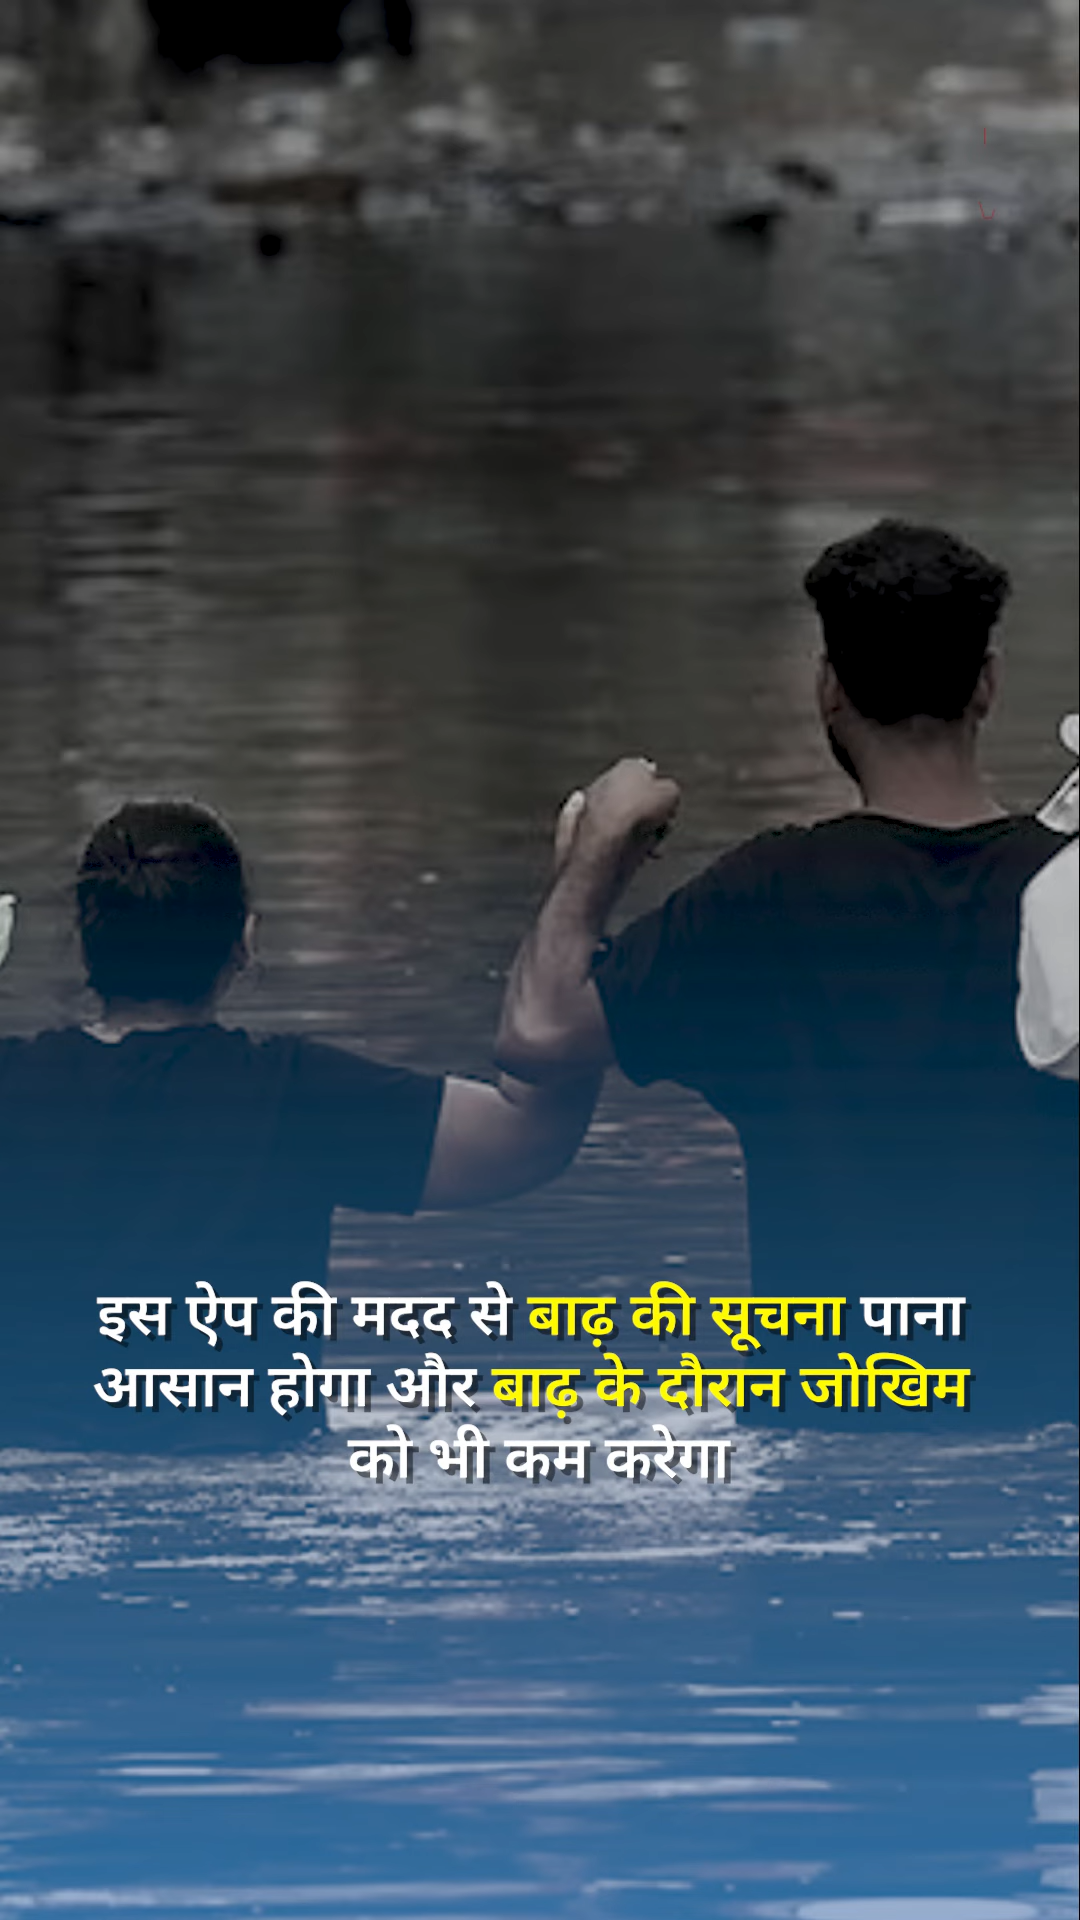 इस ऐप की मदद से बाढ़ की सूचना पाना
आसान होगा और बाढ़ के दौरान जोखिम
को भी कम करेगा